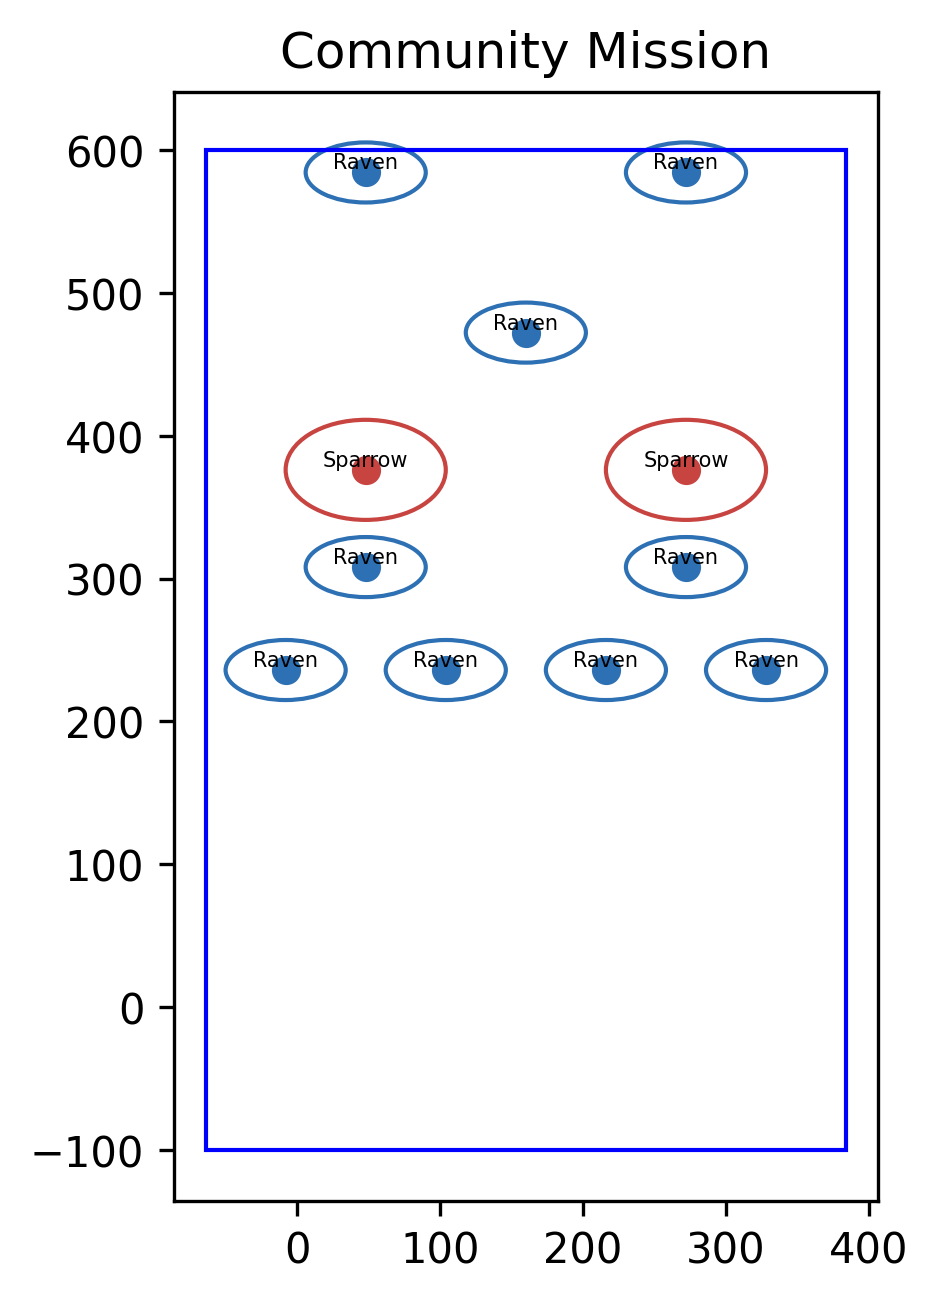 Community Mission
600
Raven Raven
500
Raven
400
Sparrow Sparrow
Raven Raven
300
Raven Raven Raven Raven
200
100
0
−100
0 100 200 300 400